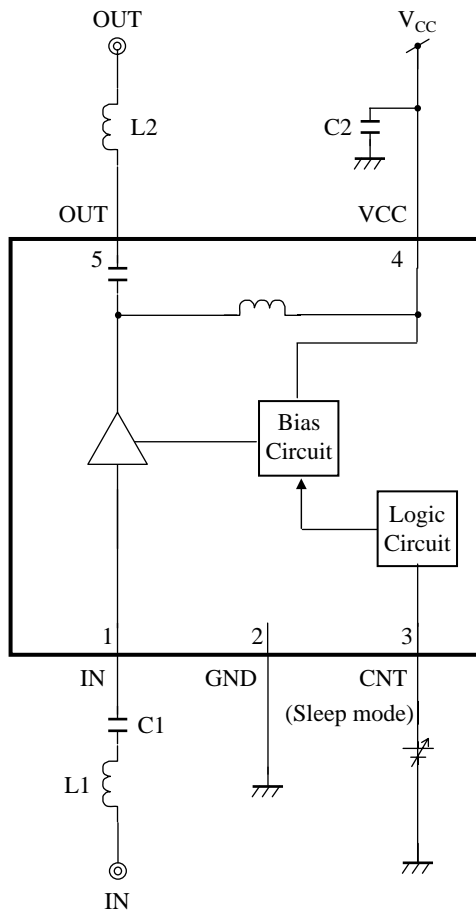 OUT
V_CC
L2
C2
OUT
VCC
5
4
Bias
Circuit
Logic
Circuit
1
2
3
IN
GND
CNT
(Sleep mode)
C1
L1
IN